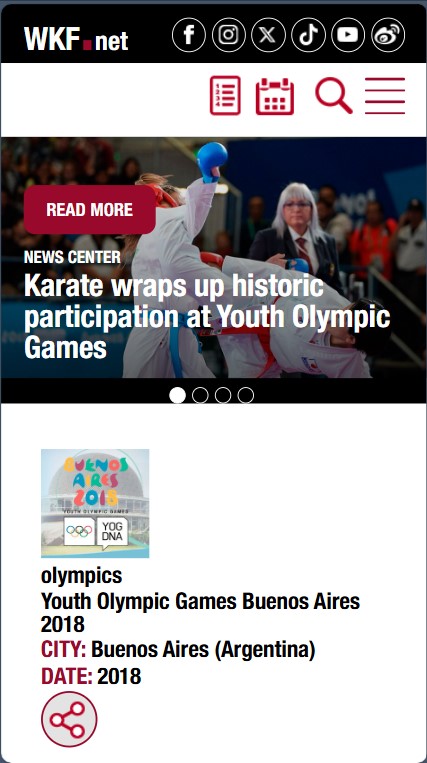 WKF.net
READ MORE
NEWS CENTER
Karate wraps up historic
participation at Youth Olympic
Games
BUENOS
AIRES
2018
YOUTH OLYMPIC GAMES
YOG
DNA
olympics
Youth Olympic Games Buenos Aires
2018
CITY: Buenos Aires (Argentina)
DATE: 2018